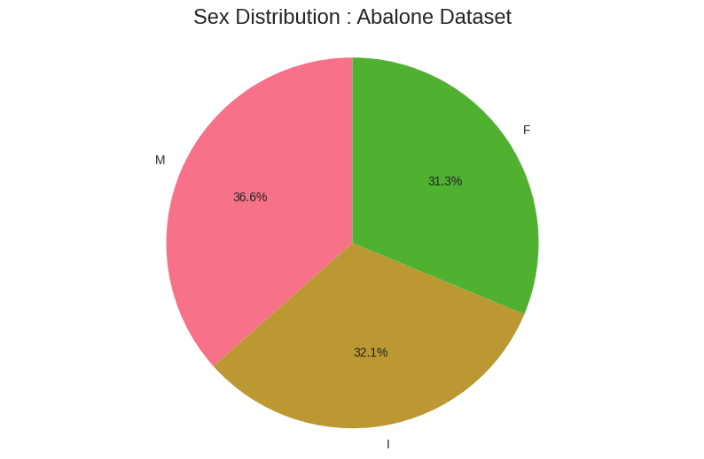 Sex Distribution : Abalone Dataset
F
M
31.3%
36.6%
32.1%
I